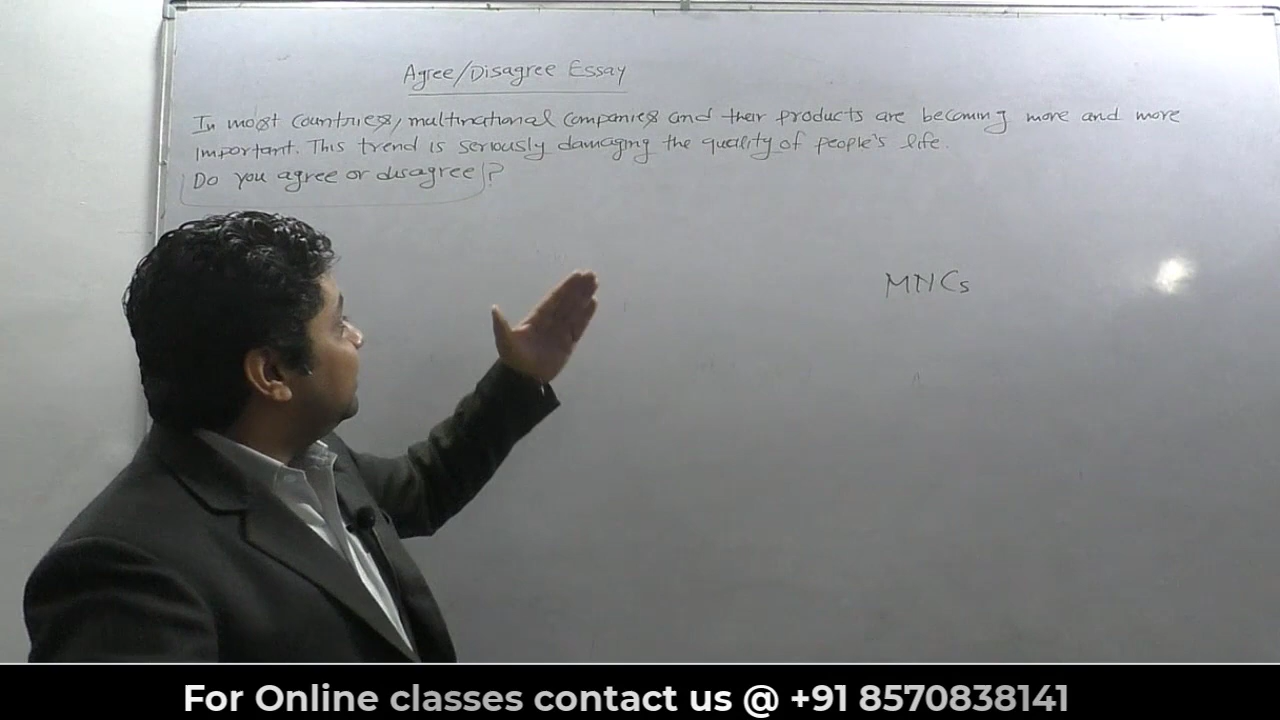 Agree/Disagree Essay
In most countries, multinational companies and their products are becoming more and more
important. This trend is seriously damaging the quality of people's life.
Do you agree or disagree?
MNCs
For Online classes contact us @ +91 8570838141